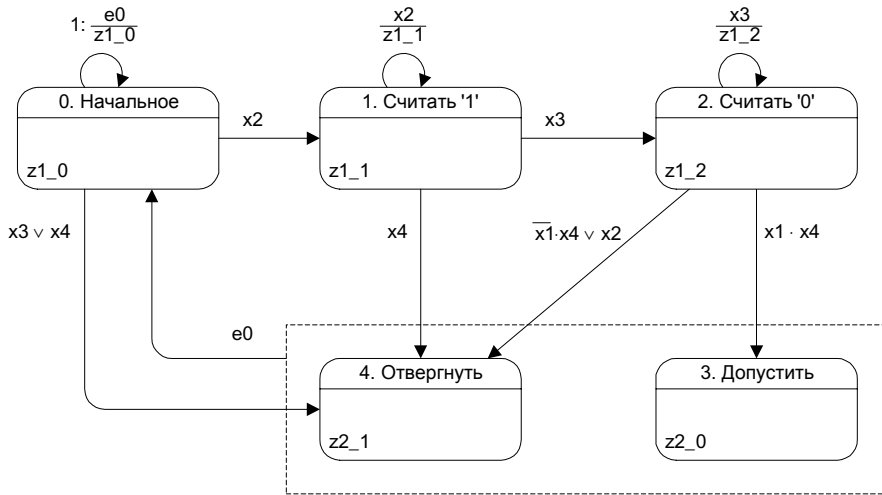 1: e0
z1_0
x2
z1_1
x3
z1_2
0. Начальное
z1_0
x2
1. Считать '1'
z1_1
x3
2. Считать '0'
z1_2
x3 ∨ x4
x4
x̅1̅·x4 ∨ x2
x1 · x4
e0
4. Отвергнуть
z2_1
3. Допустить
z2_0